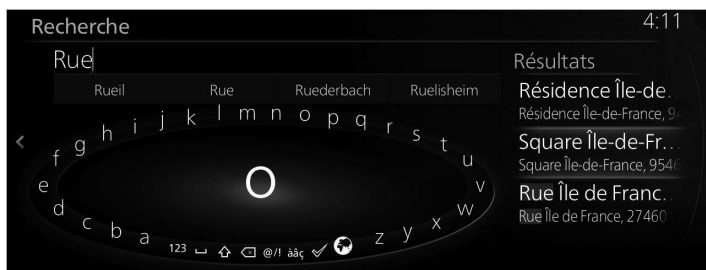 Recherche
4:11
Rue
Rueil Rue Ruederbach Ruelisheim
a b c d e f g h i j k l m n o p q r s t u v w x y z
O
123 @/! àâç
Résultats
Résidence Île-de..
Résidence Île-de-France, 94
Square Île-de-Fr...
Square Île-de-France, 9546
Rue Île de Franc..
Rue Île de France, 27460